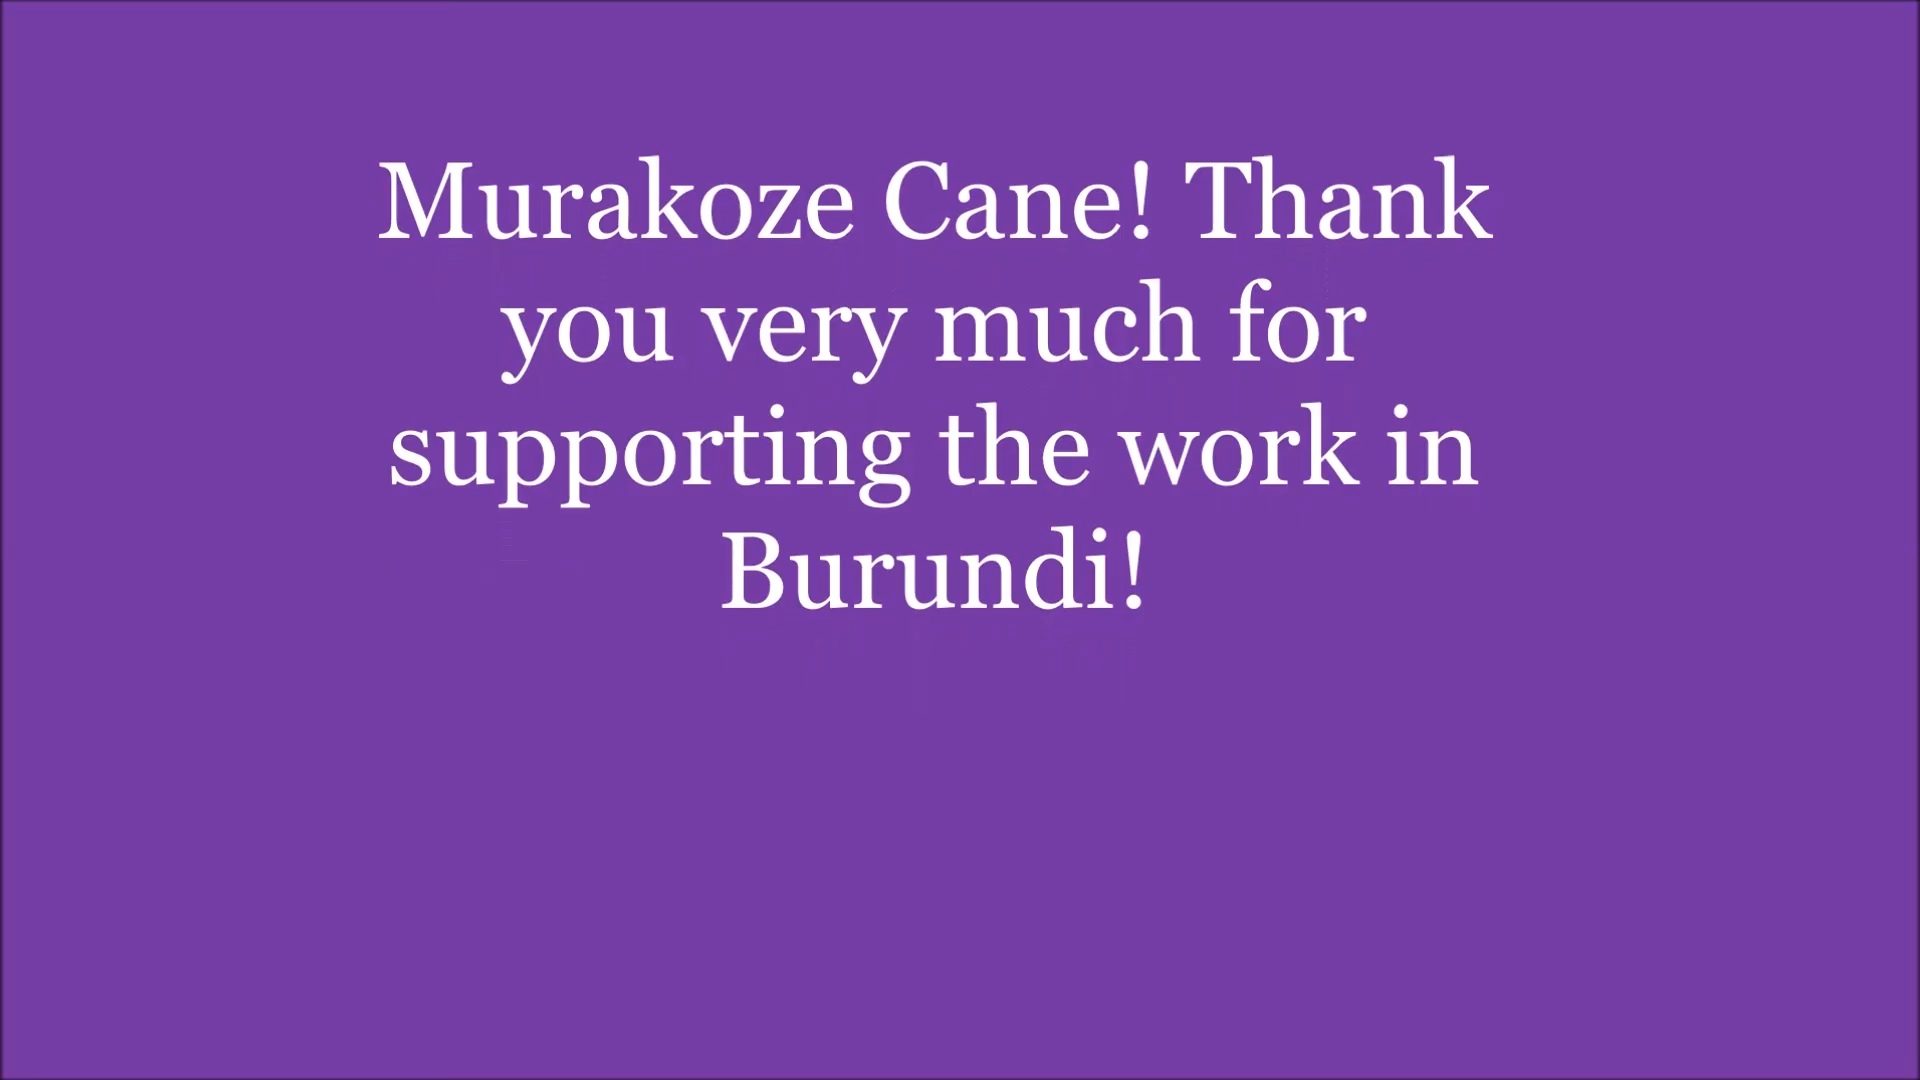 Murakoze Cane! Thank
you very much for
supporting the work in
Burundi!